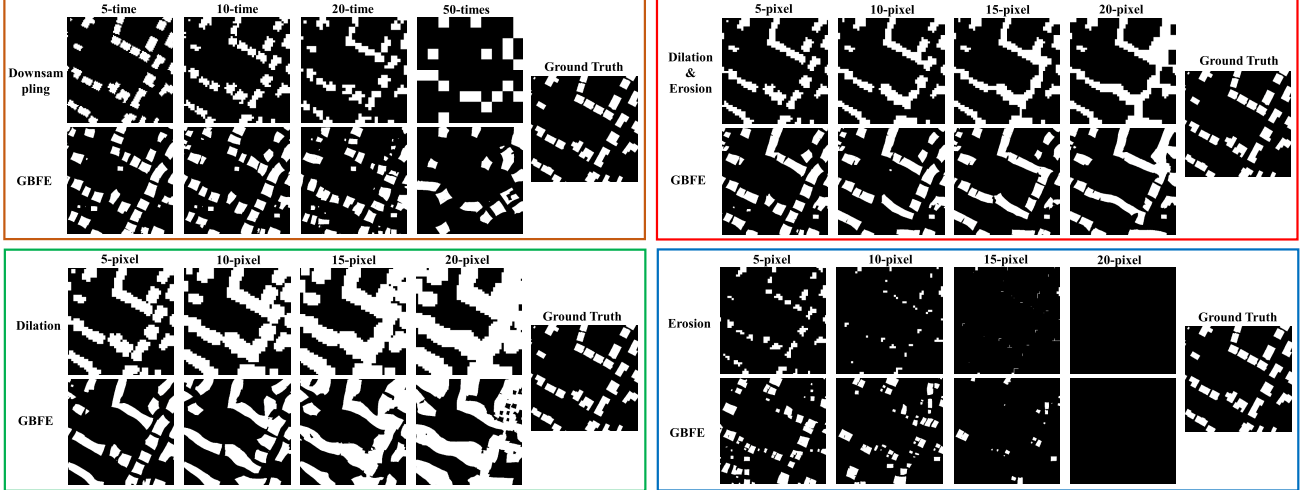 5-time 10-time 20-time 50-times
Downsam
pling
Ground Truth
GBFE
5-pixel 10-pixel 15-pixel 20-pixel
Dilation
&
Erosion
Ground Truth
GBFE
5-pixel 10-pixel 15-pixel 20-pixel
Dilation
Ground Truth
GBFE
5-pixel 10-pixel 15-pixel 20-pixel
Erosion
Ground Truth
GBFE